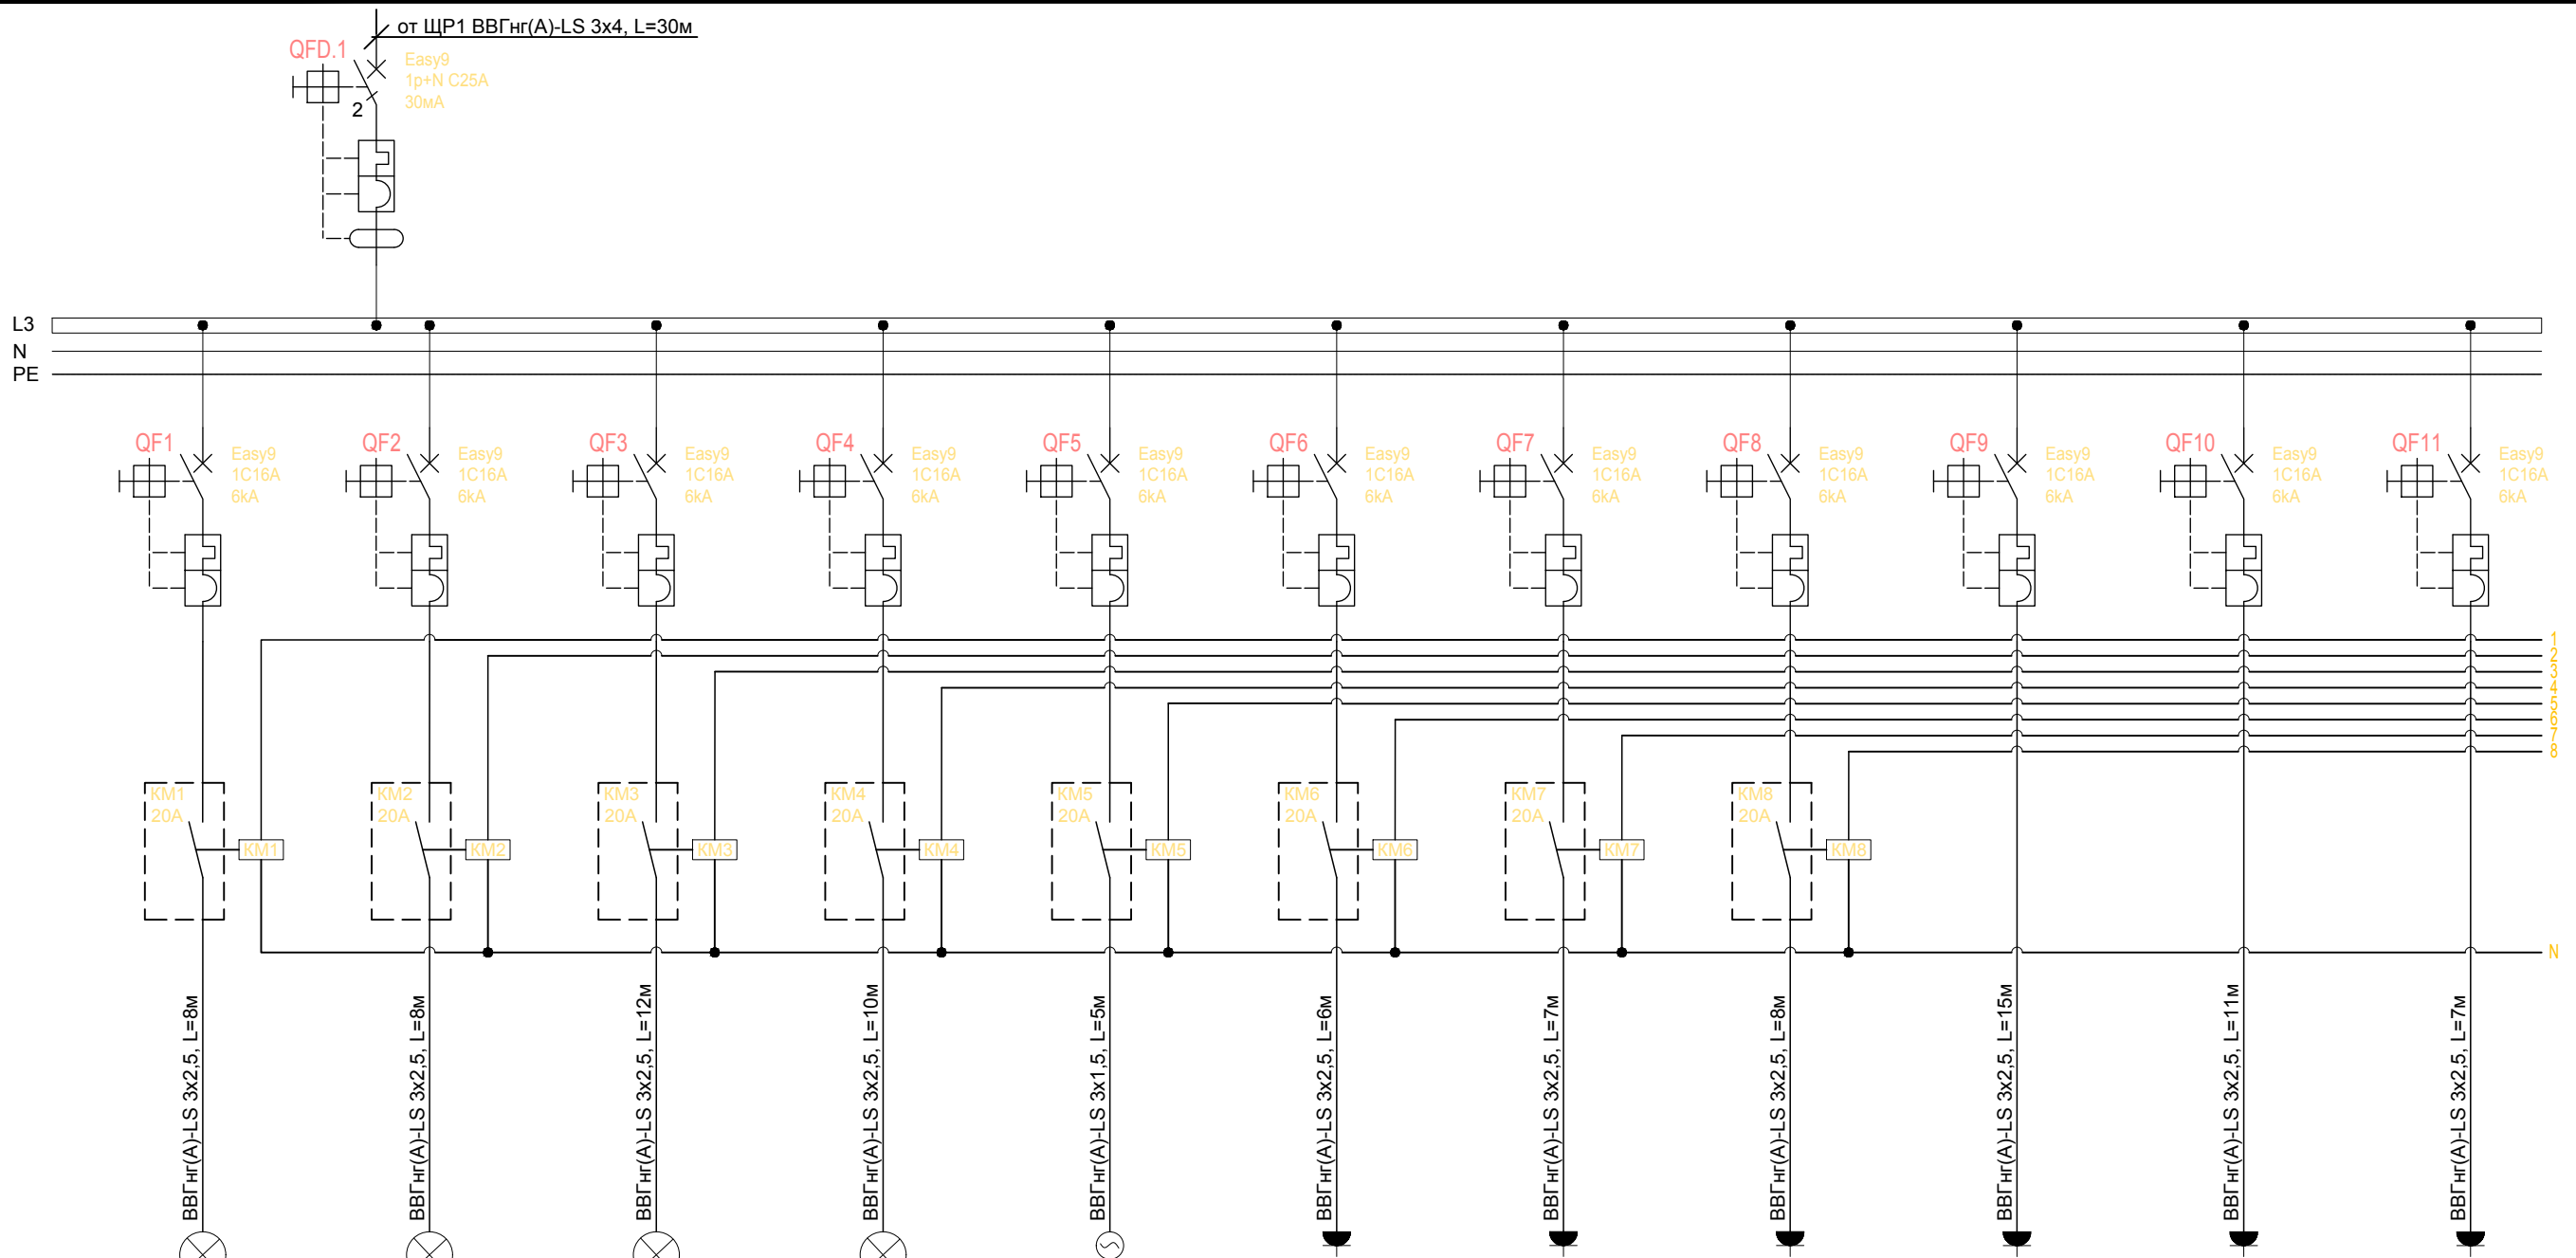 от ЩР1 ВВГнг(А)-LS 3х4, L=30м
QFD.1
Easy9
1p+N C25A
30мА
2
L3
N
PE
QF1
Easy9
1C16A
6kA
QF2
Easy9
1C16A
6kA
QF3
Easy9
1C16A
6kA
QF4
Easy9
1C16A
6kA
QF5
Easy9
1C16A
6kA
QF6
Easy9
1C16A
6kA
QF7
Easy9
1C16A
6kA
QF8
Easy9
1C16A
6kA
QF9
Easy9
1C16A
6kA
QF10
Easy9
1C16A
6kA
QF11
Easy9
1C16A
6kA
1
2
3
4
5
6
7
8
KM1
20A
KM1
KM2
20A
KM2
KM3
20A
KM3
KM4
20A
KM4
KM5
20A
KM5
KM6
20A
KM6
KM7
20A
KM7
KM8
20A
KM8
N
ВВГнг(А)-LS 3х2,5, L=8м
ВВГнг(А)-LS 3х2,5, L=8м
ВВГнг(А)-LS 3х2,5, L=12м
ВВГнг(А)-LS 3х2,5, L=10м
ВВГнг(А)-LS 3х1,5, L=5м
ВВГнг(А)-LS 3х2,5, L=6м
ВВГнг(А)-LS 3х2,5, L=7м
ВВГнг(А)-LS 3х2,5, L=8м
ВВГнг(А)-LS 3х2,5, L=15м
ВВГнг(А)-LS 3х2,5, L=11м
ВВГнг(А)-LS 3х2,5, L=7м